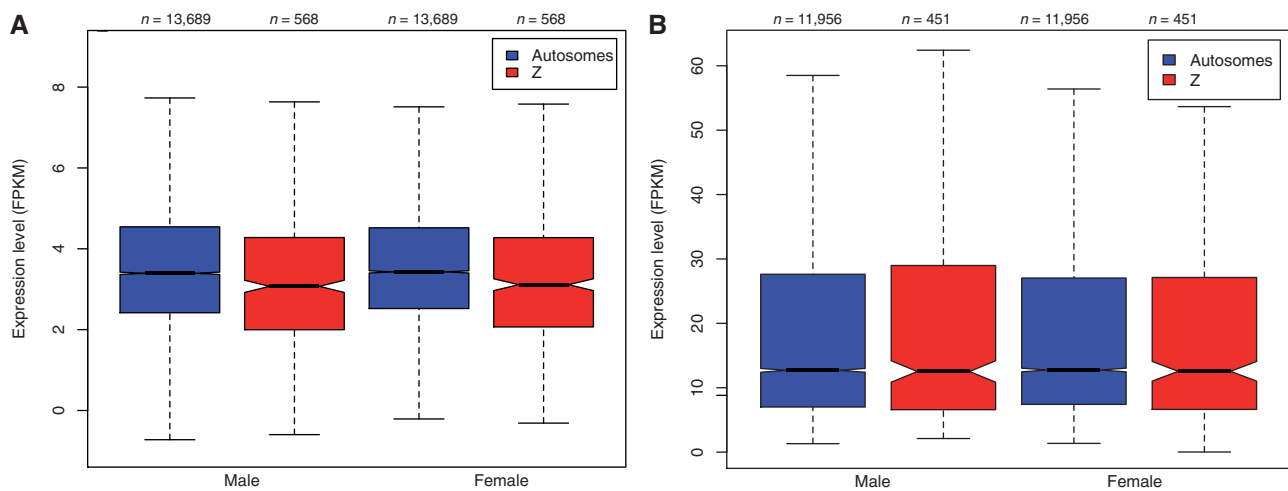 A
n = 13,689 n = 568 n = 13,689 n = 568
Autosomes
Z
Expression level (FPKM)
8
6
4
2
0
Male Female
B
n = 11,956 n = 451 n = 11,956 n = 451
Autosomes
Z
Expression level (FPKM)
60
50
40
30
20
10
0
Male Female